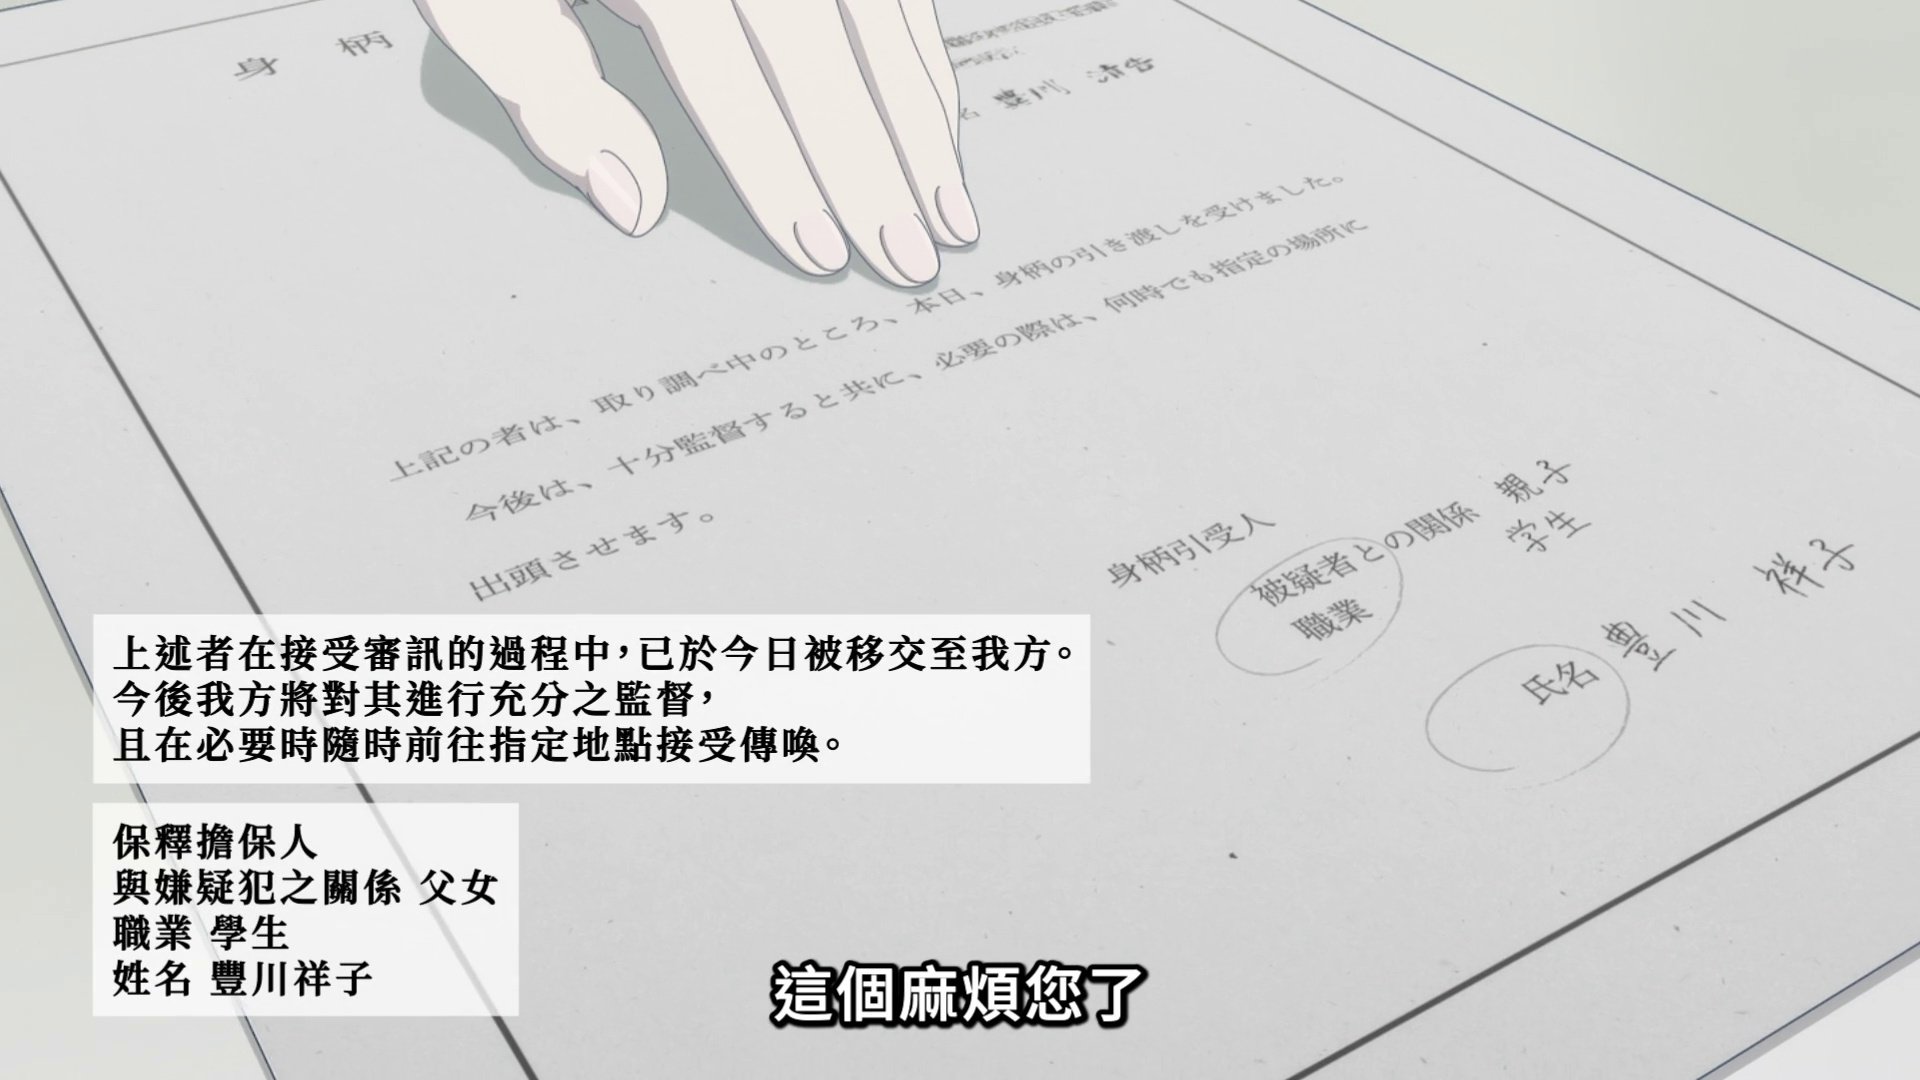 身 柄
名 豊川 清告
上記の者は、取り調べ中のところ、本日、身柄の引き渡しを受けました。
今後は、十分監督すると共に、必要の際は、何時でも指定の場所に
出頭させます。
身柄引受人
被疑者との関係 親子
職業 学生
氏名 豊川 祥子
上述者在接受審訊的過程中，已於今日被移交至我方。
今後我方將對其進行充分之監督，
且在必要時隨時前往指定地點接受傳喚。
保釋擔保人
與嫌疑犯之關係 父女
職業 學生
姓名 豐川祥子
這個麻煩您了